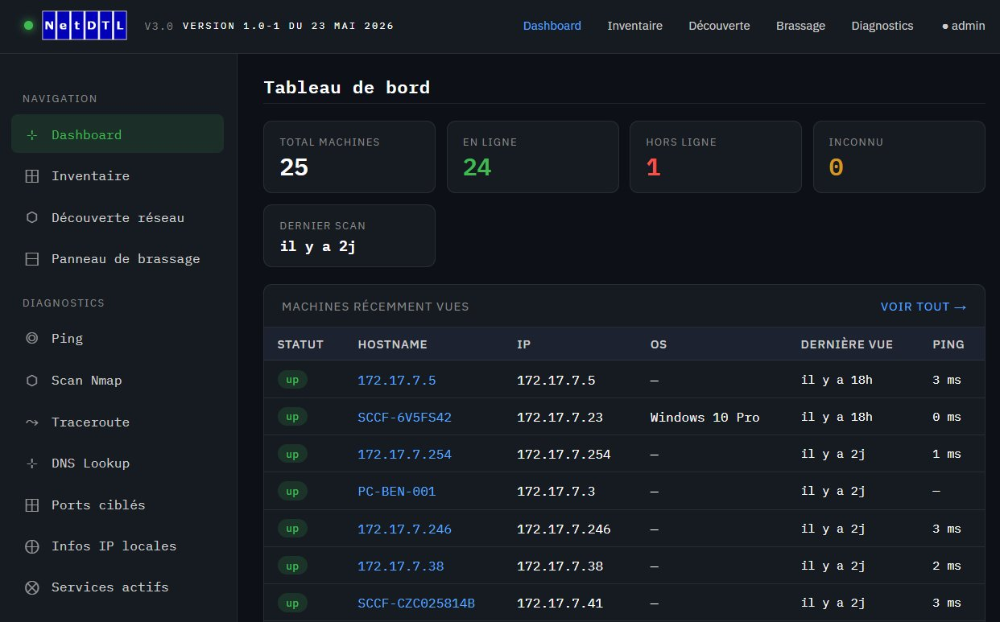 NetDTL V3.0 VERSION 1.0-1 DU 23 MAI 2026
Dashboard Inventaire Découverte Brassage Diagnostics ● admin
NAVIGATION
Dashboard
Inventaire
Découverte réseau
Panneau de brassage
DIAGNOSTICS
Ping
Scan Nmap
Traceroute
DNS Lookup
Ports ciblés
Infos IP locales
Services actifs
Tableau de bord
TOTAL MACHINES
25
EN LIGNE
24
HORS LIGNE
1
INCONNU
0
DERNIER SCAN
il y a 2j
MACHINES RÉCEMMENT VUES VOIR TOUT →
STATUT HOSTNAME IP OS DERNIÈRE VUE PING
up 172.17.7.5 172.17.7.5 — il y a 18h 3 ms
up SCCF-6V5FS42 172.17.7.23 Windows 10 Pro il y a 18h 0 ms
up 172.17.7.254 172.17.7.254 — il y a 2j 1 ms
up PC-BEN-001 172.17.7.3 — il y a 2j —
up 172.17.7.246 172.17.7.246 — il y a 2j 3 ms
up 172.17.7.38 172.17.7.38 — il y a 2j 2 ms
up SCCF-CZC025814B 172.17.7.41 — il y a 2j 3 ms